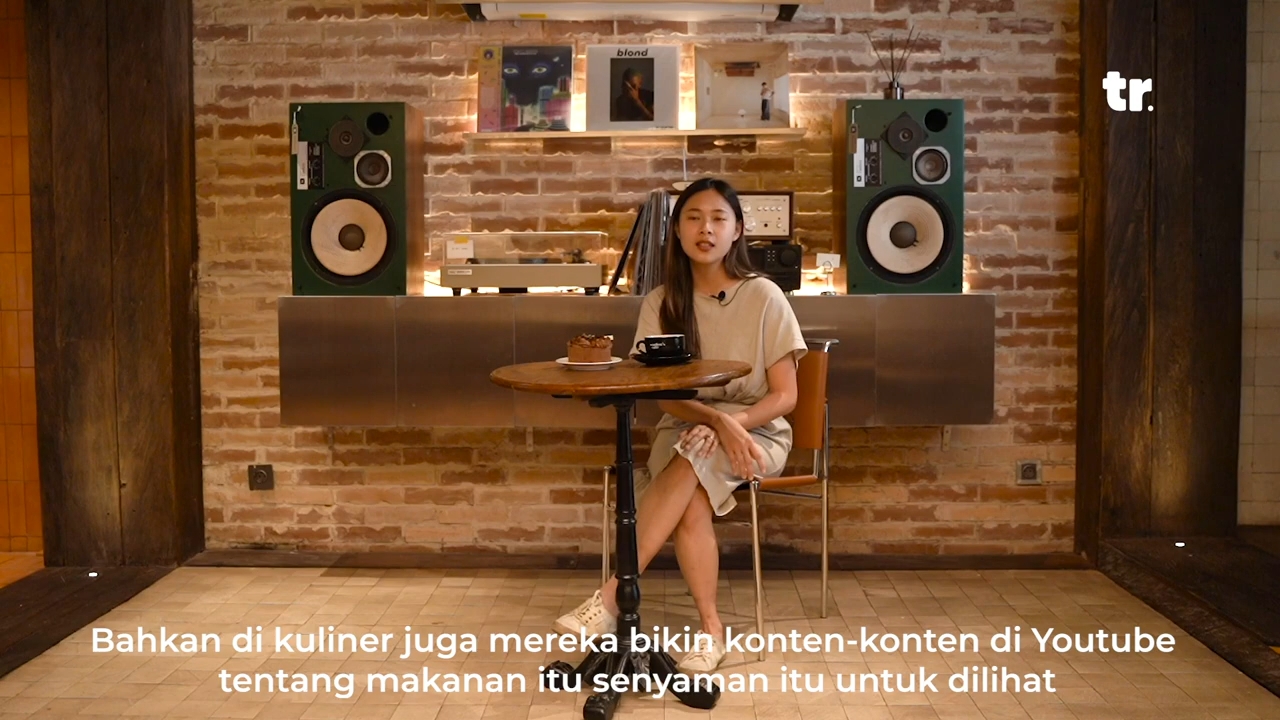 blond
tr.
Bahkan di kuliner juga mereka bikin konten-konten di Youtube
tentang makanan itu senyaman itu untuk dilihat